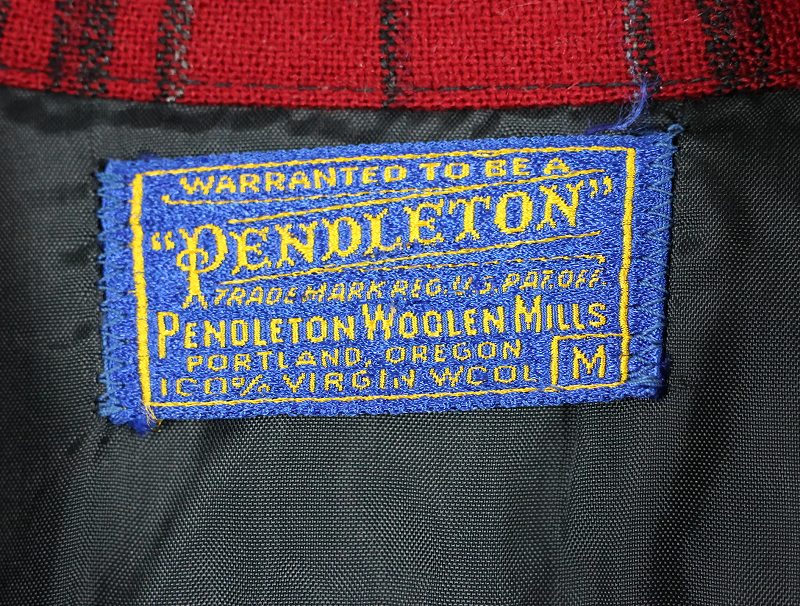 WARRANTED TO BE A
"PENDLETON"
TRADE MARK REG. U.S. PAT. OFF.
PENDLETON WOOLEN MILLS
PORTLAND, OREGON
100% VIRGIN WOOL M